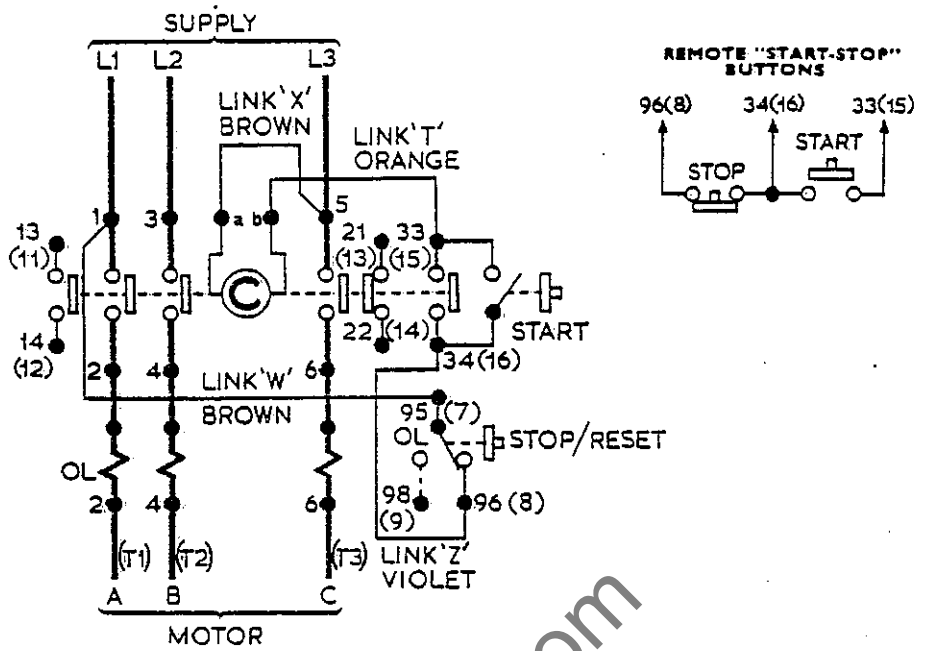 SUPPLY
L1 L2 L3
LINK 'X'
BROWN
LINK 'T'
ORANGE
REMOTE "START-STOP"
BUTTONS
96(8) 34(16) 33(15)
STOP
START
1 3 a b 5
13
(11)
21
(13)
33
(15)
C
START
14
(12)
22
(14)
34(16)
2 4 6
LINK 'W'
BROWN
95 (7)
OL
STOP/RESET
OL
98
(9)
96(8)
2 4 6
LINK 'Z'
VIOLET
(T1) (T2) (T3)
A B C
MOTOR
om